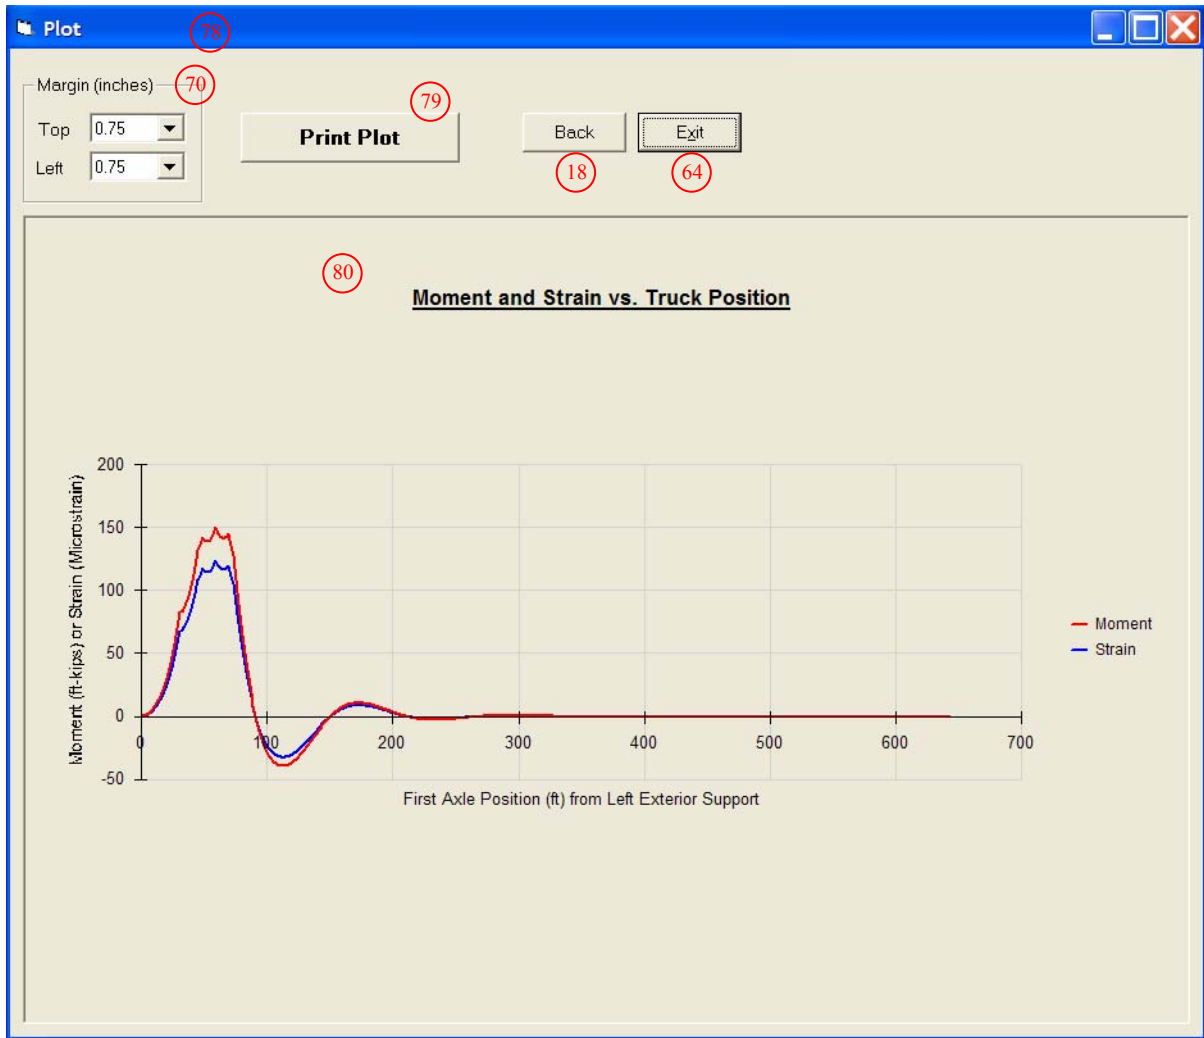 Plot
78
Margin (inches)
70
Top 0.75
Left 0.75
79
Print Plot
Back
Exit
18
64
80
Moment and Strain vs. Truck Position
Moment (ft-kips) or Strain (Microstrain)
200
150
100
50
0
-50
0 100 200 300 400 500 600 700
First Axle Position (ft) from Left Exterior Support
Moment
Strain